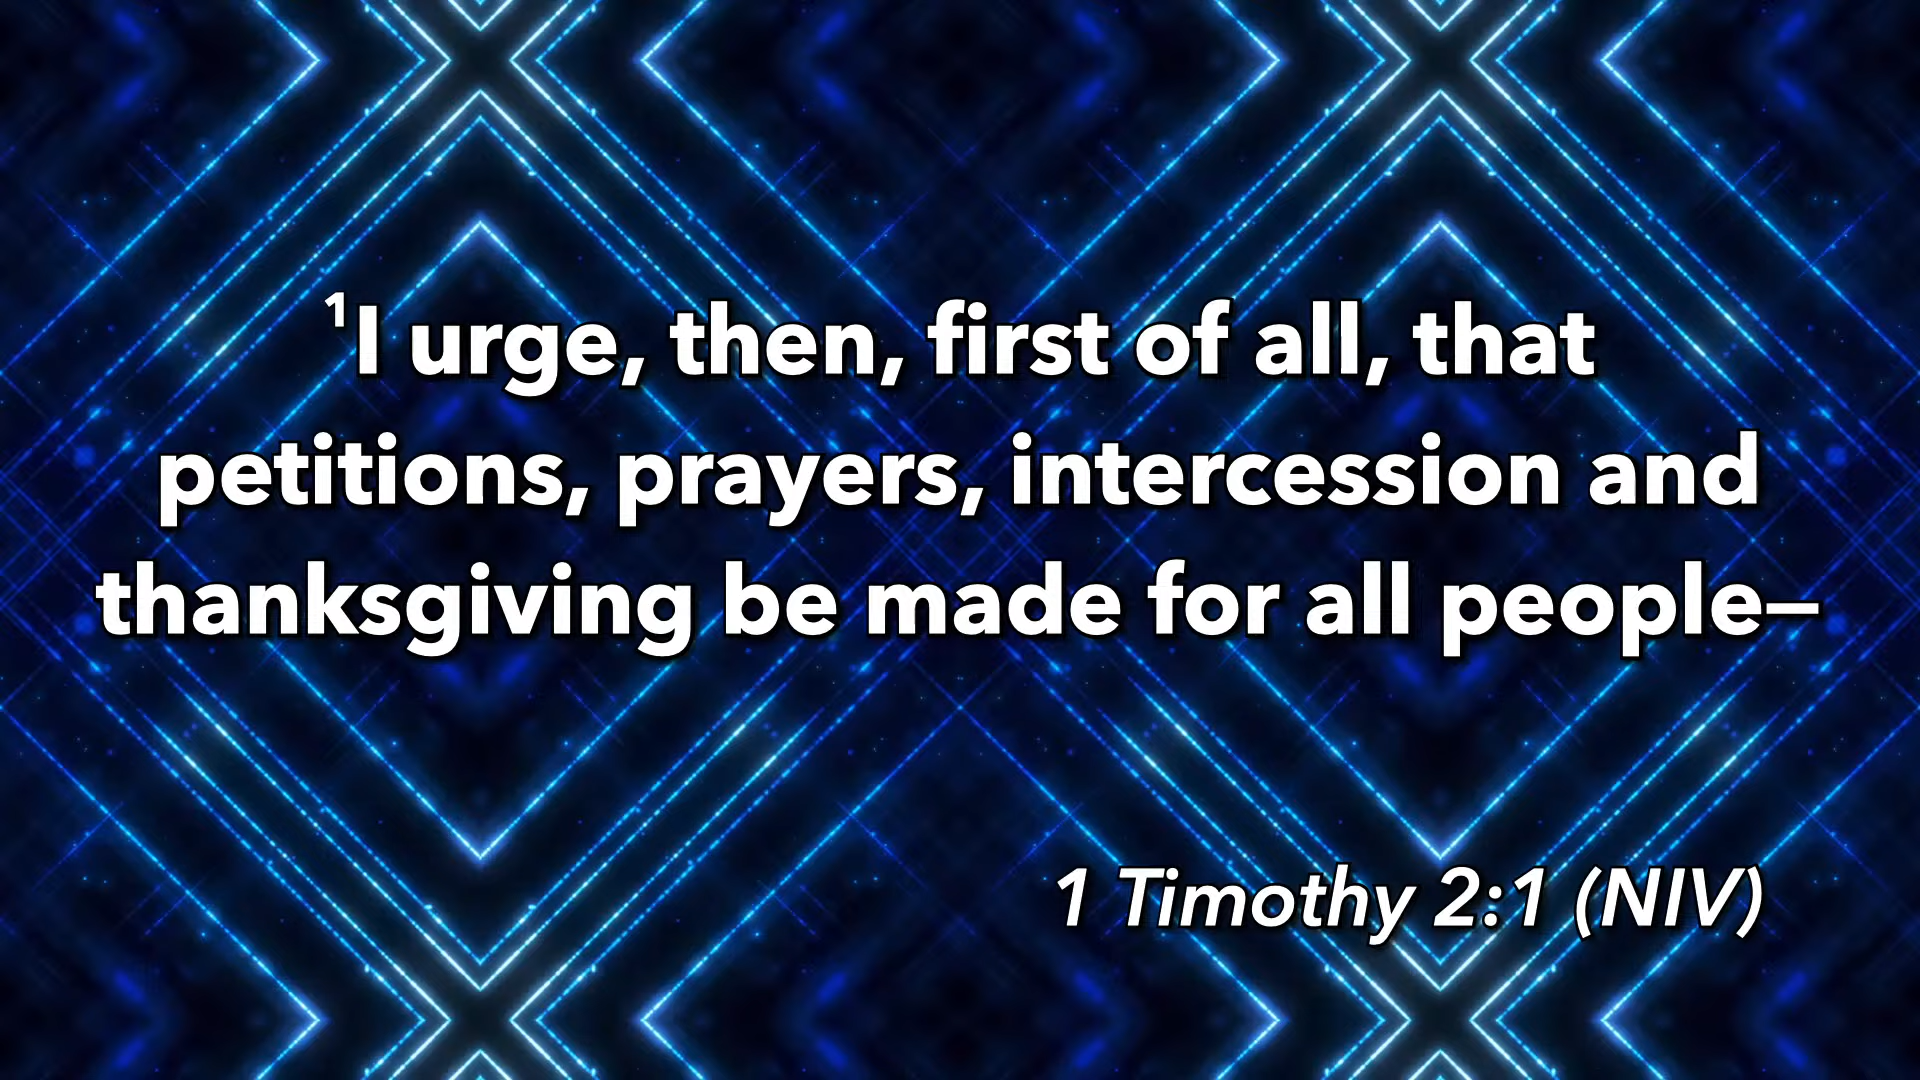 ¹I urge, then, first of all, that
petitions, prayers, intercession and
thanksgiving be made for all people—
1 Timothy 2:1 (NIV)